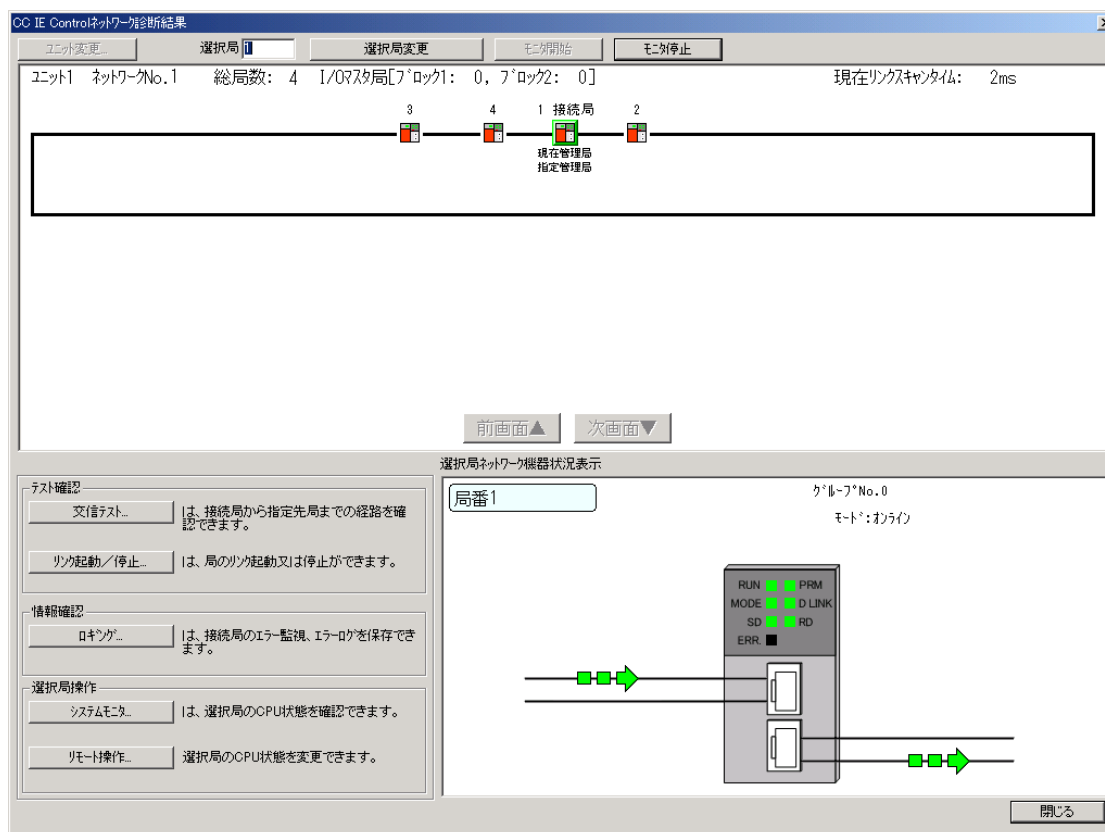 CC IE Controlネットワーク診断結果
ユニット変更... 選択局 1 選択局変更 モニタ開始 モニタ停止
ユニット1 ネットワークNo.1 総局数: 4 I/Oマスタ局[ブロック1: 0, ブロック2: 0] 現在リンクスキャンタイム: 2ms
3 4 1 接続局 2
現在管理局
指定管理局
前画面▲ 次画面▼
選択局ネットワーク機器状況表示
テスト確認
交信テスト... は、接続局から指定先局までの経路を確
認できます。
リンク起動/停止... は、局のリンク起動又は停止ができます。
情報確認
ロギング... は、接続局のエラー監視、エラーログを保存でき
ます。
選択局操作
システムモニタ... は、選択局のCPU状態を確認できます。
リモート操作... 選択局のCPU状態を変更できます。
局番1
グループNo.0
モード:オンライン
RUN PRM
MODE D LINK
SD RD
ERR.
閉じる